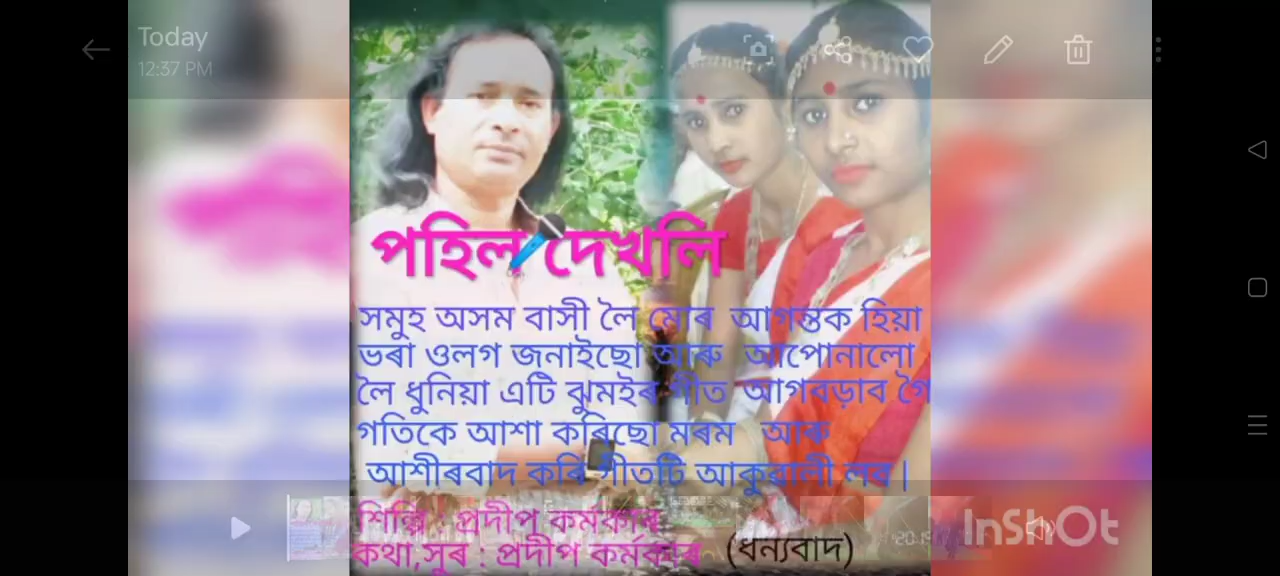 Today
12:37 PM
পহিল দেখলি
সমুহ অসম বাসী লৈ মোৰ আগন্তক হিয়া
ভৰা ওলগ জনাইছো আৰু আপোনালো
লৈ ধুনিয়া এটি ঝুমইৰ গীত আগবড়াব গৈ
গতিকে আশা কৰিছো মৰম আৰু
আশীৰবাদ কৰি গীতটি আকুৱালী লব।
শিল্পি : প্রদীপ কৰ্মকাৰ
কথা,সুৰ : প্রদীপ কৰ্মকাৰ (ধন্যবাদ)
InShOt